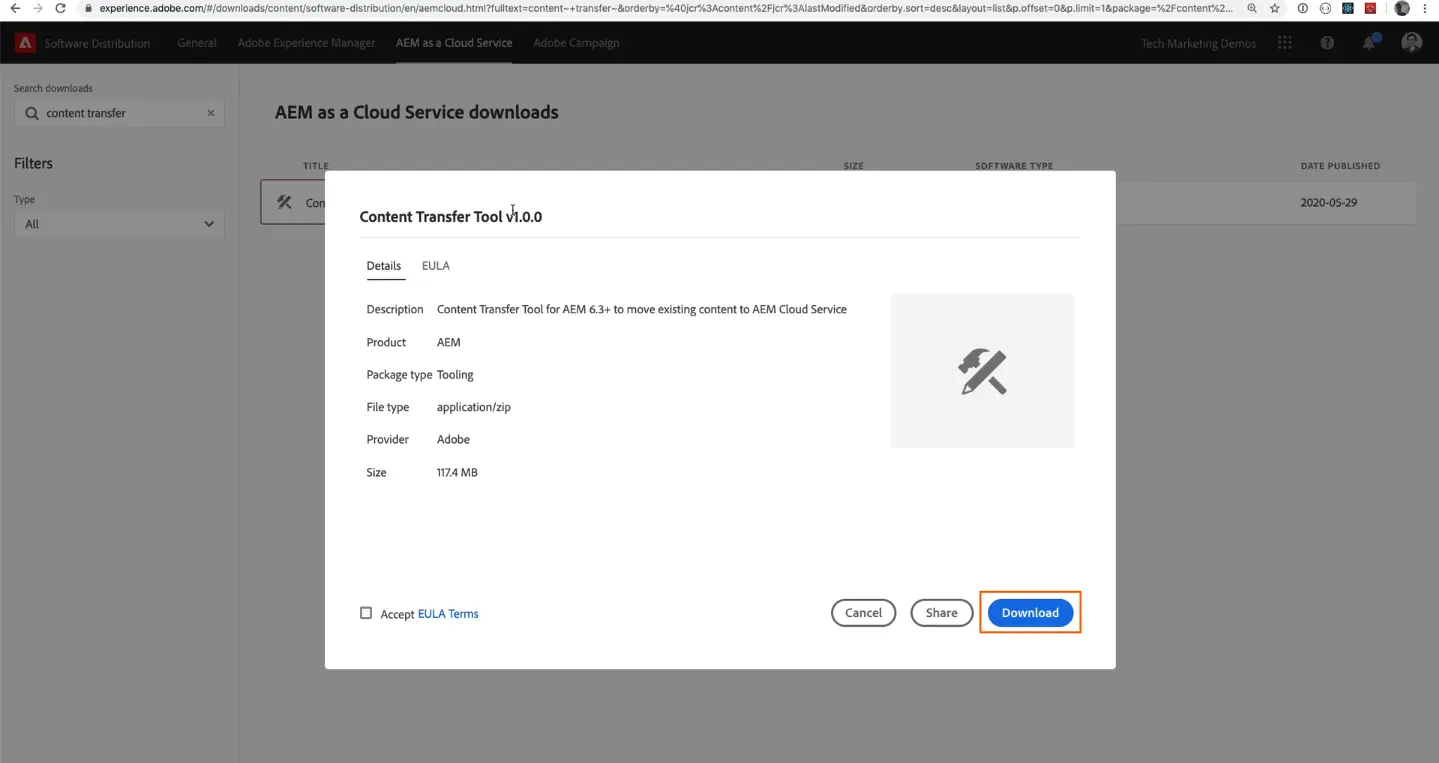 experience.adobe.com/#/downloads/content/software-distribution/en/aemcloud.html?fulltext=content~+transfer~&orderby=%40jcr%3Acontent%2Fjcr%3AlastModified&orderby.sort=desc&layout=list&p.offset=0&p.limit=1&package=%2Fcontent%2...
Software Distribution General Adobe Experience Manager AEM as a Cloud Service Adobe Campaign Tech Marketing Demos
Search downloads
content transfer
AEM as a Cloud Service downloads
Filters
TITLE SIZE SOFTWARE TYPE DATE PUBLISHED
Type
Con 2020-05-29
All
Content Transfer Tool v1.0.0
Details EULA
Description Content Transfer Tool for AEM 6.3+ to move existing content to AEM Cloud Service
Product AEM
Package type Tooling
File type application/zip
Provider Adobe
Size 117.4 MB
Accept EULA Terms Cancel Share Download